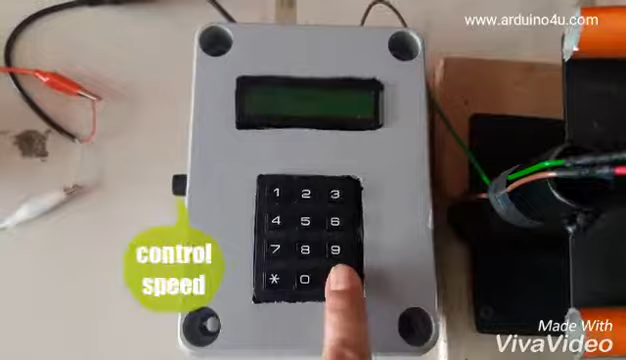 www.arduino4u.com
1 2 3
4 5 6
7 8 9
* 0
control
speed
Made With
VivaVideo